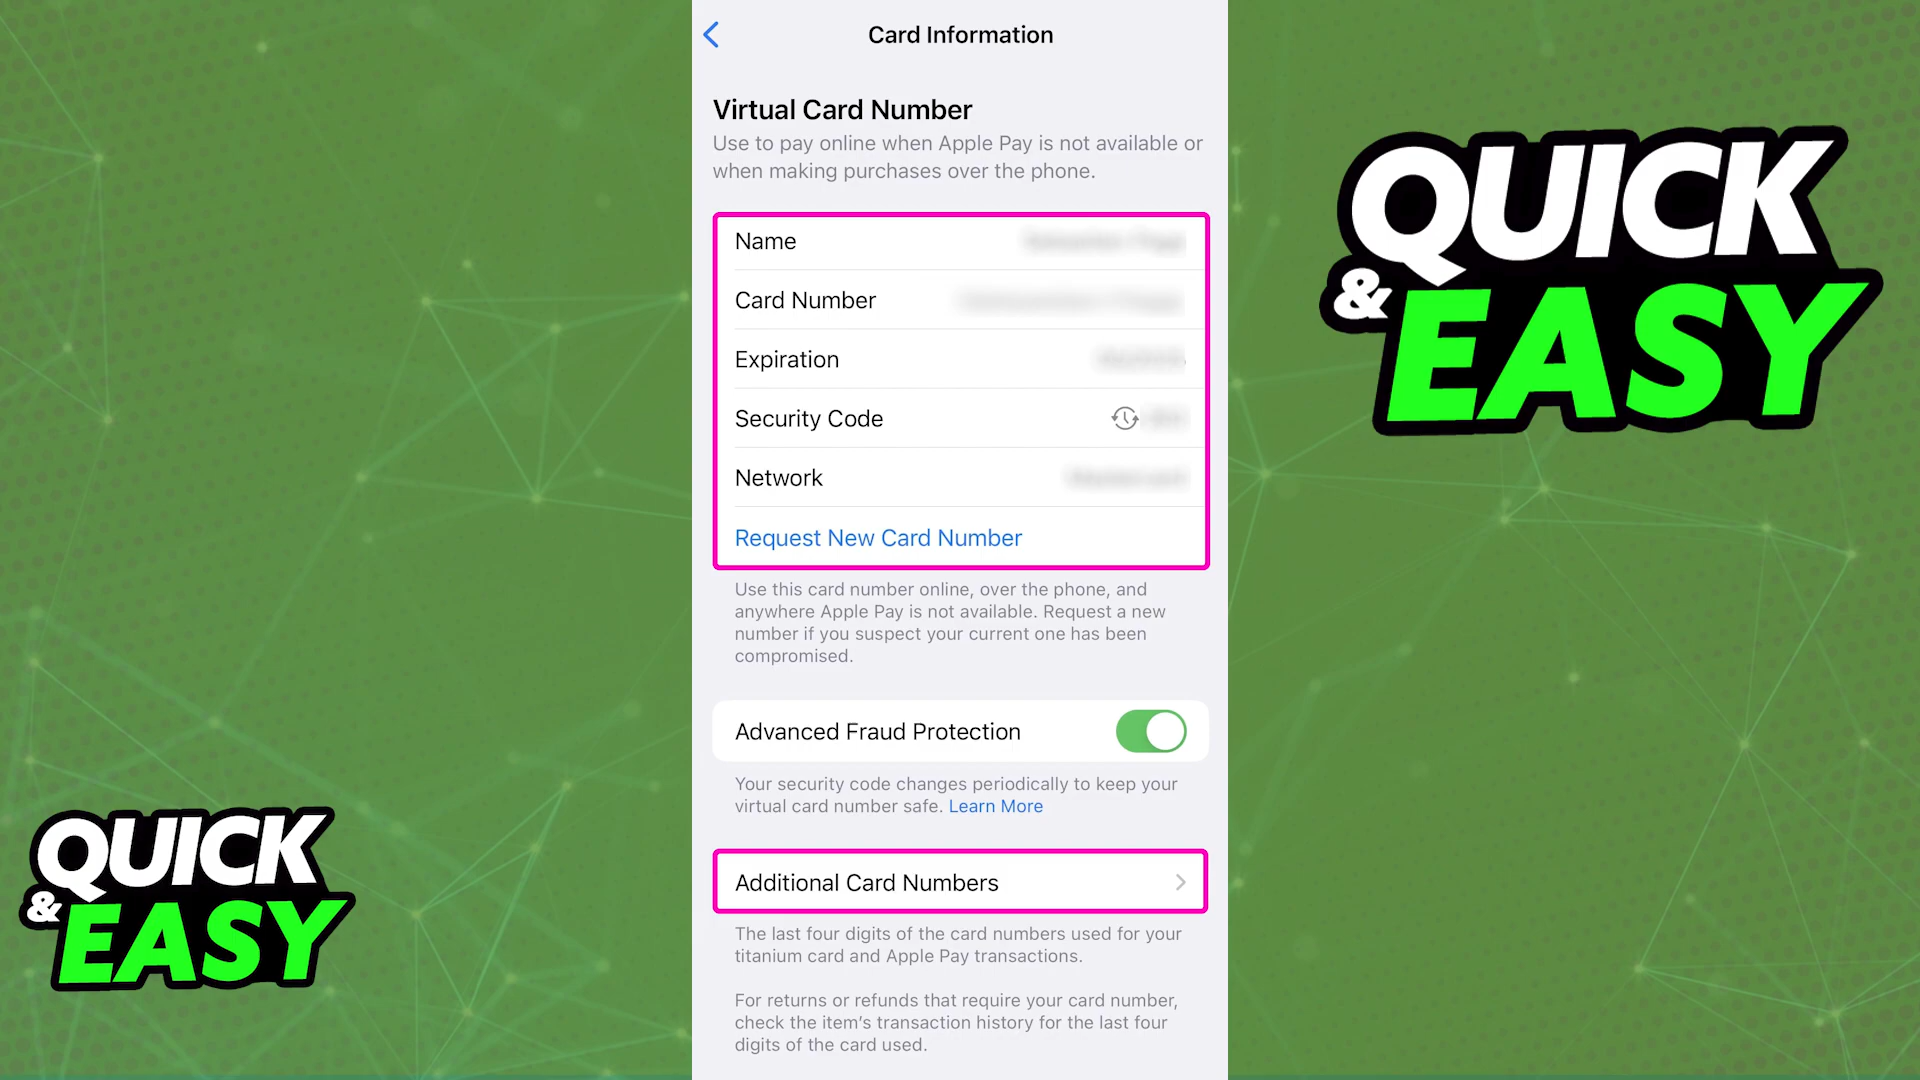 Card Information
Virtual Card Number
Use to pay online when Apple Pay is not available or
when making purchases over the phone.
Name
Card Number
Expiration
Security Code
Network
Request New Card Number
Use this card number online, over the phone, and
anywhere Apple Pay is not available. Request a new
number if you suspect your current one has been
compromised.
Advanced Fraud Protection
Your security code changes periodically to keep your
virtual card number safe. Learn More
Additional Card Numbers
The last four digits of the card numbers used for your
titanium card and Apple Pay transactions.
For returns or refunds that require your card number,
check the item’s transaction history for the last four
digits of the card used.
QUICK
& EASY
QUICK
& EASY